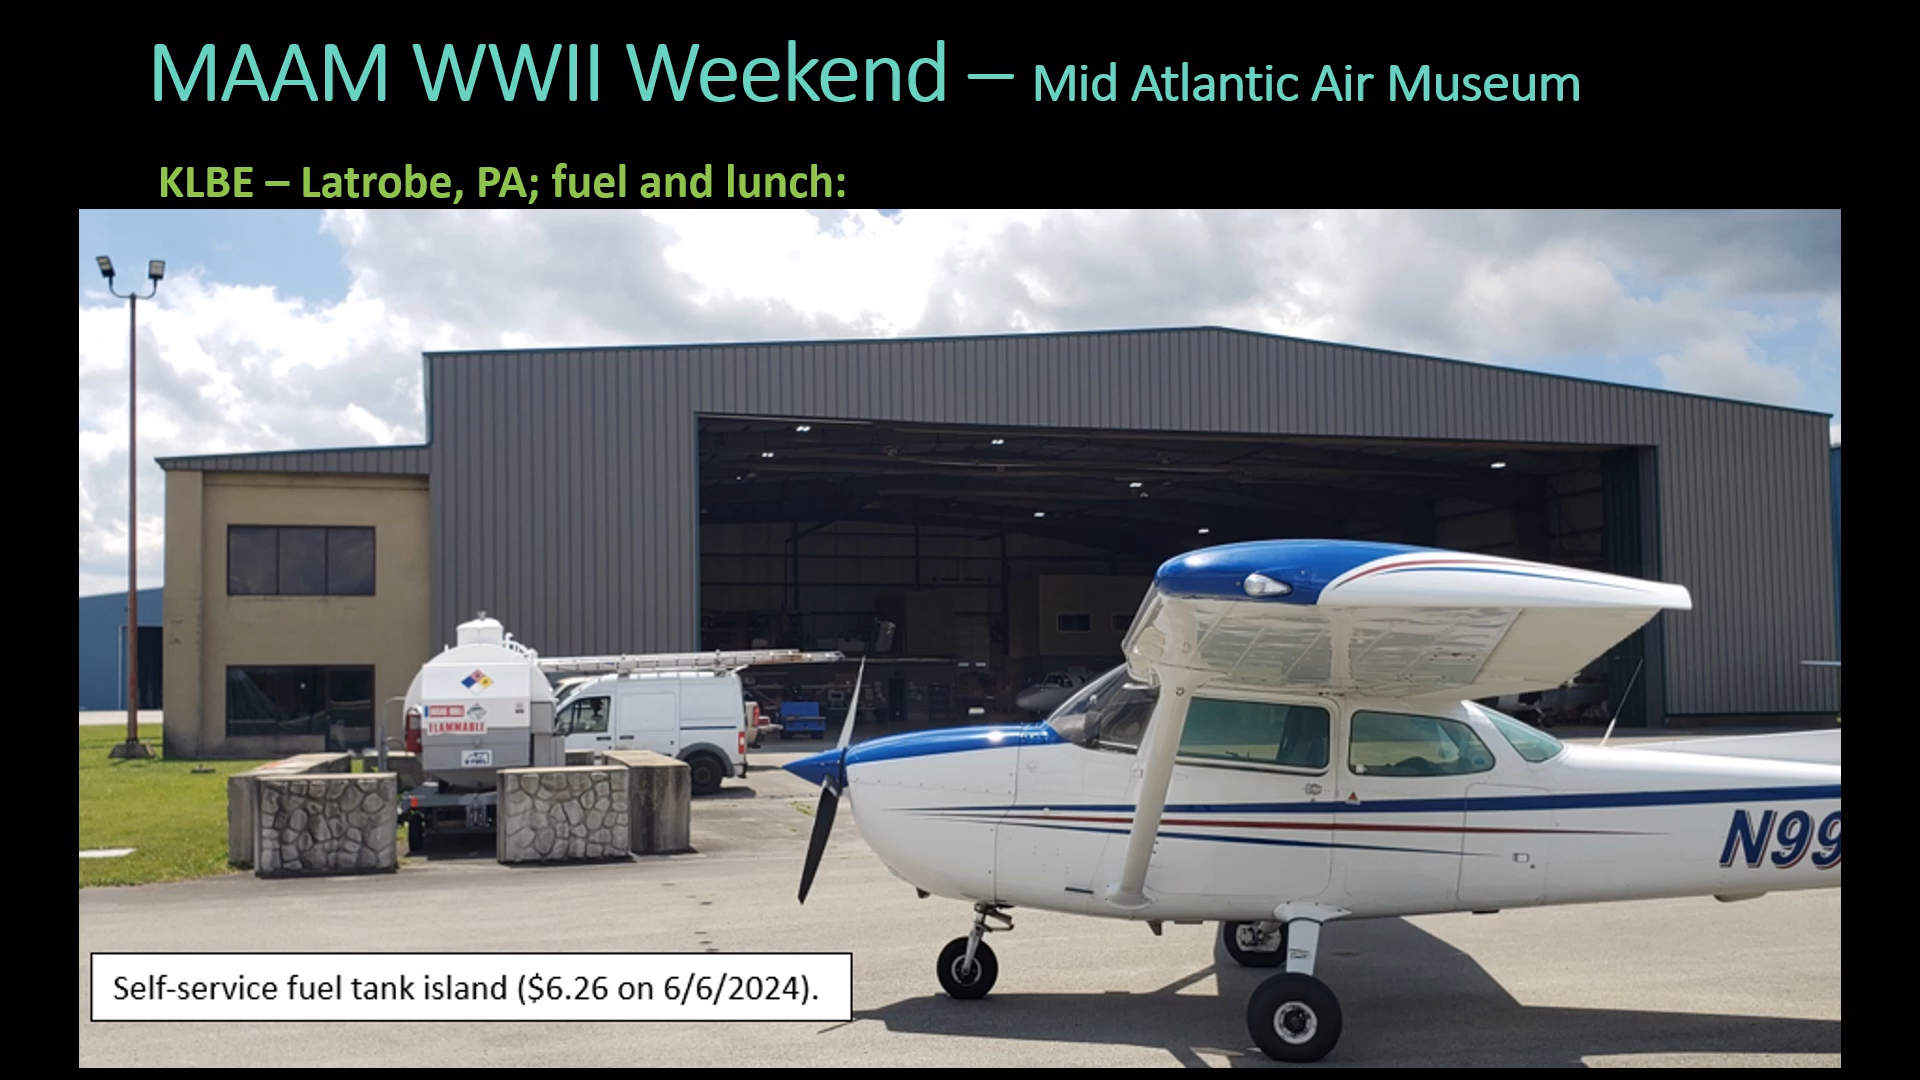 MAAM WWII Weekend – Mid Atlantic Air Museum
KLBE – Latrobe, PA; fuel and lunch:
FLAMMABLE
N99
Self-service fuel tank island ($6.26 on 6/6/2024).